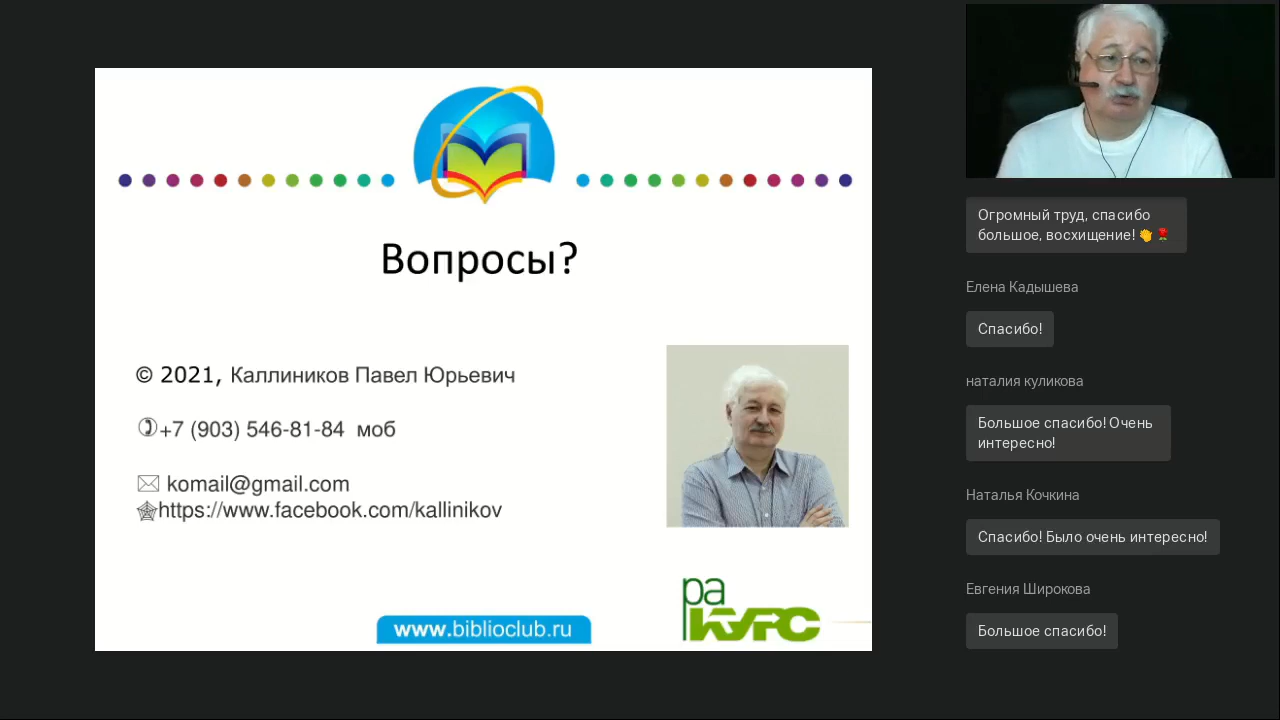 Вопросы?
© 2021, Каллиников Павел Юрьевич
+7 (903) 546-81-84 моб
komail@gmail.com
https://www.facebook.com/kallinikov
www.biblioclub.ru
ра
курс
Огромный труд, спасибо
большое, восхищение! 👏🌹
Елена Кадышева
Спасибо!
наталия куликова
Большое спасибо! Очень
интересно!
Наталья Кочкина
Спасибо! Было очень интересно!
Евгения Широкова
Большое спасибо!